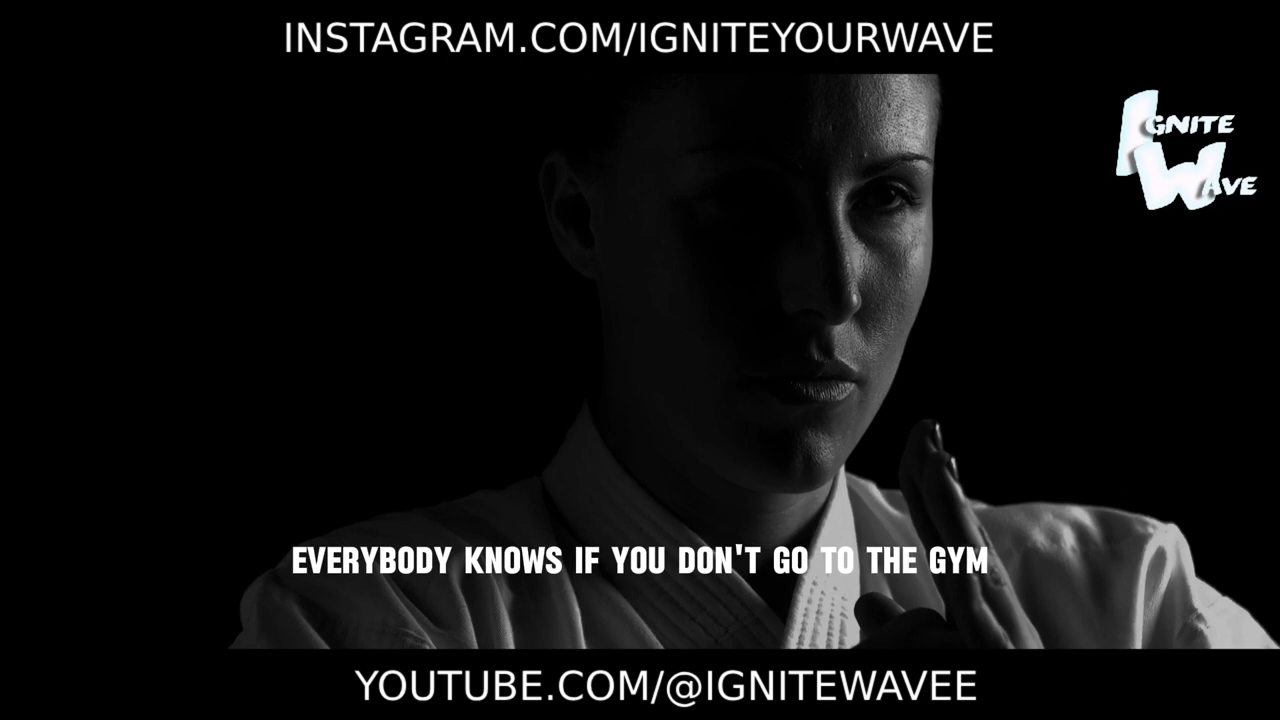 INSTAGRAM.COM/IGNITEYOURWAVE
IGNITE
WAVE
EVERYBODY KNOWS IF YOU DON'T GO TO THE GYM
YOUTUBE.COM/@IGNITEWAVEE